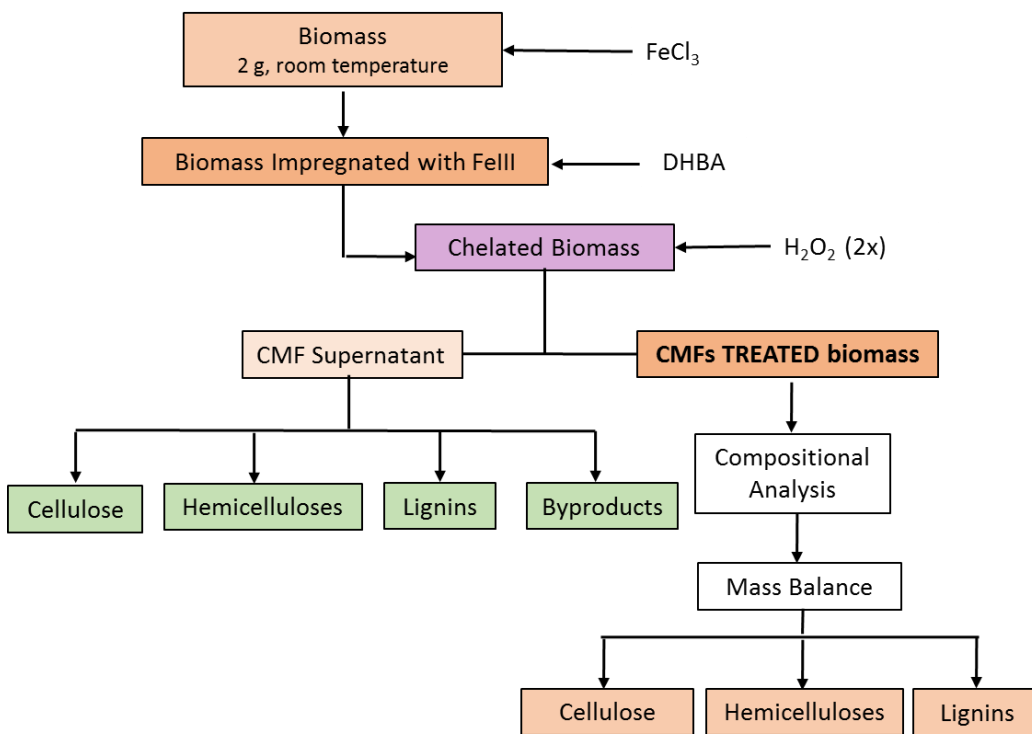 Biomass
2 g, room temperature
FeCl₃
Biomass Impregnated with FeIII
DHBA
Chelated Biomass
H₂O₂ (2x)
CMF Supernatant
CMFs TREATED biomass
Compositional
Analysis
Cellulose
Hemicelluloses
Lignins
Byproducts
Mass Balance
Cellulose
Hemicelluloses
Lignins